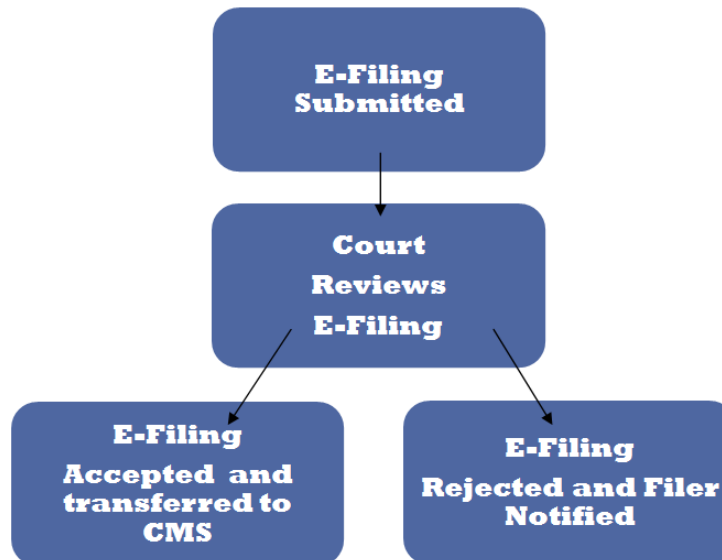 E-Filing
Submitted
Court
Reviews
E-Filing
E-Filing
Accepted and
transferred to
CMS
E-Filing
Rejected and Filer
Notified